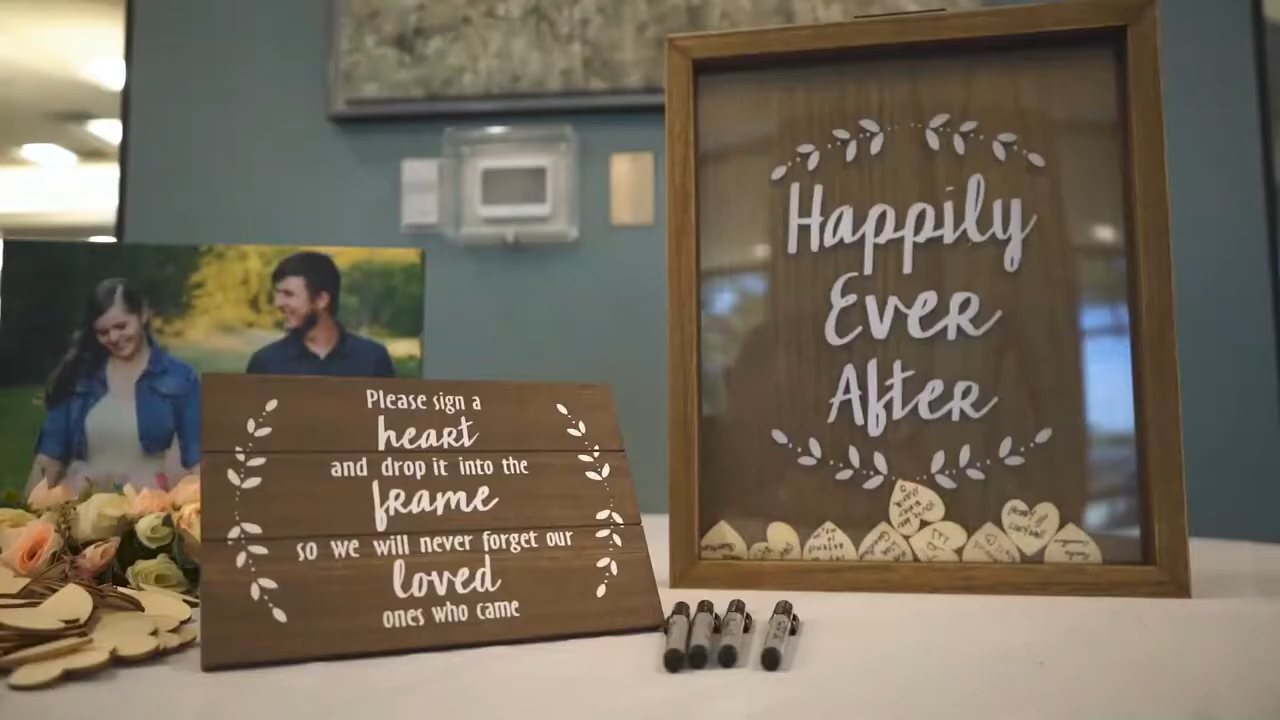 Please sign a
heart
and drop it into the
frame
so we will never forget our
loved
ones who came
Happily
Ever
After